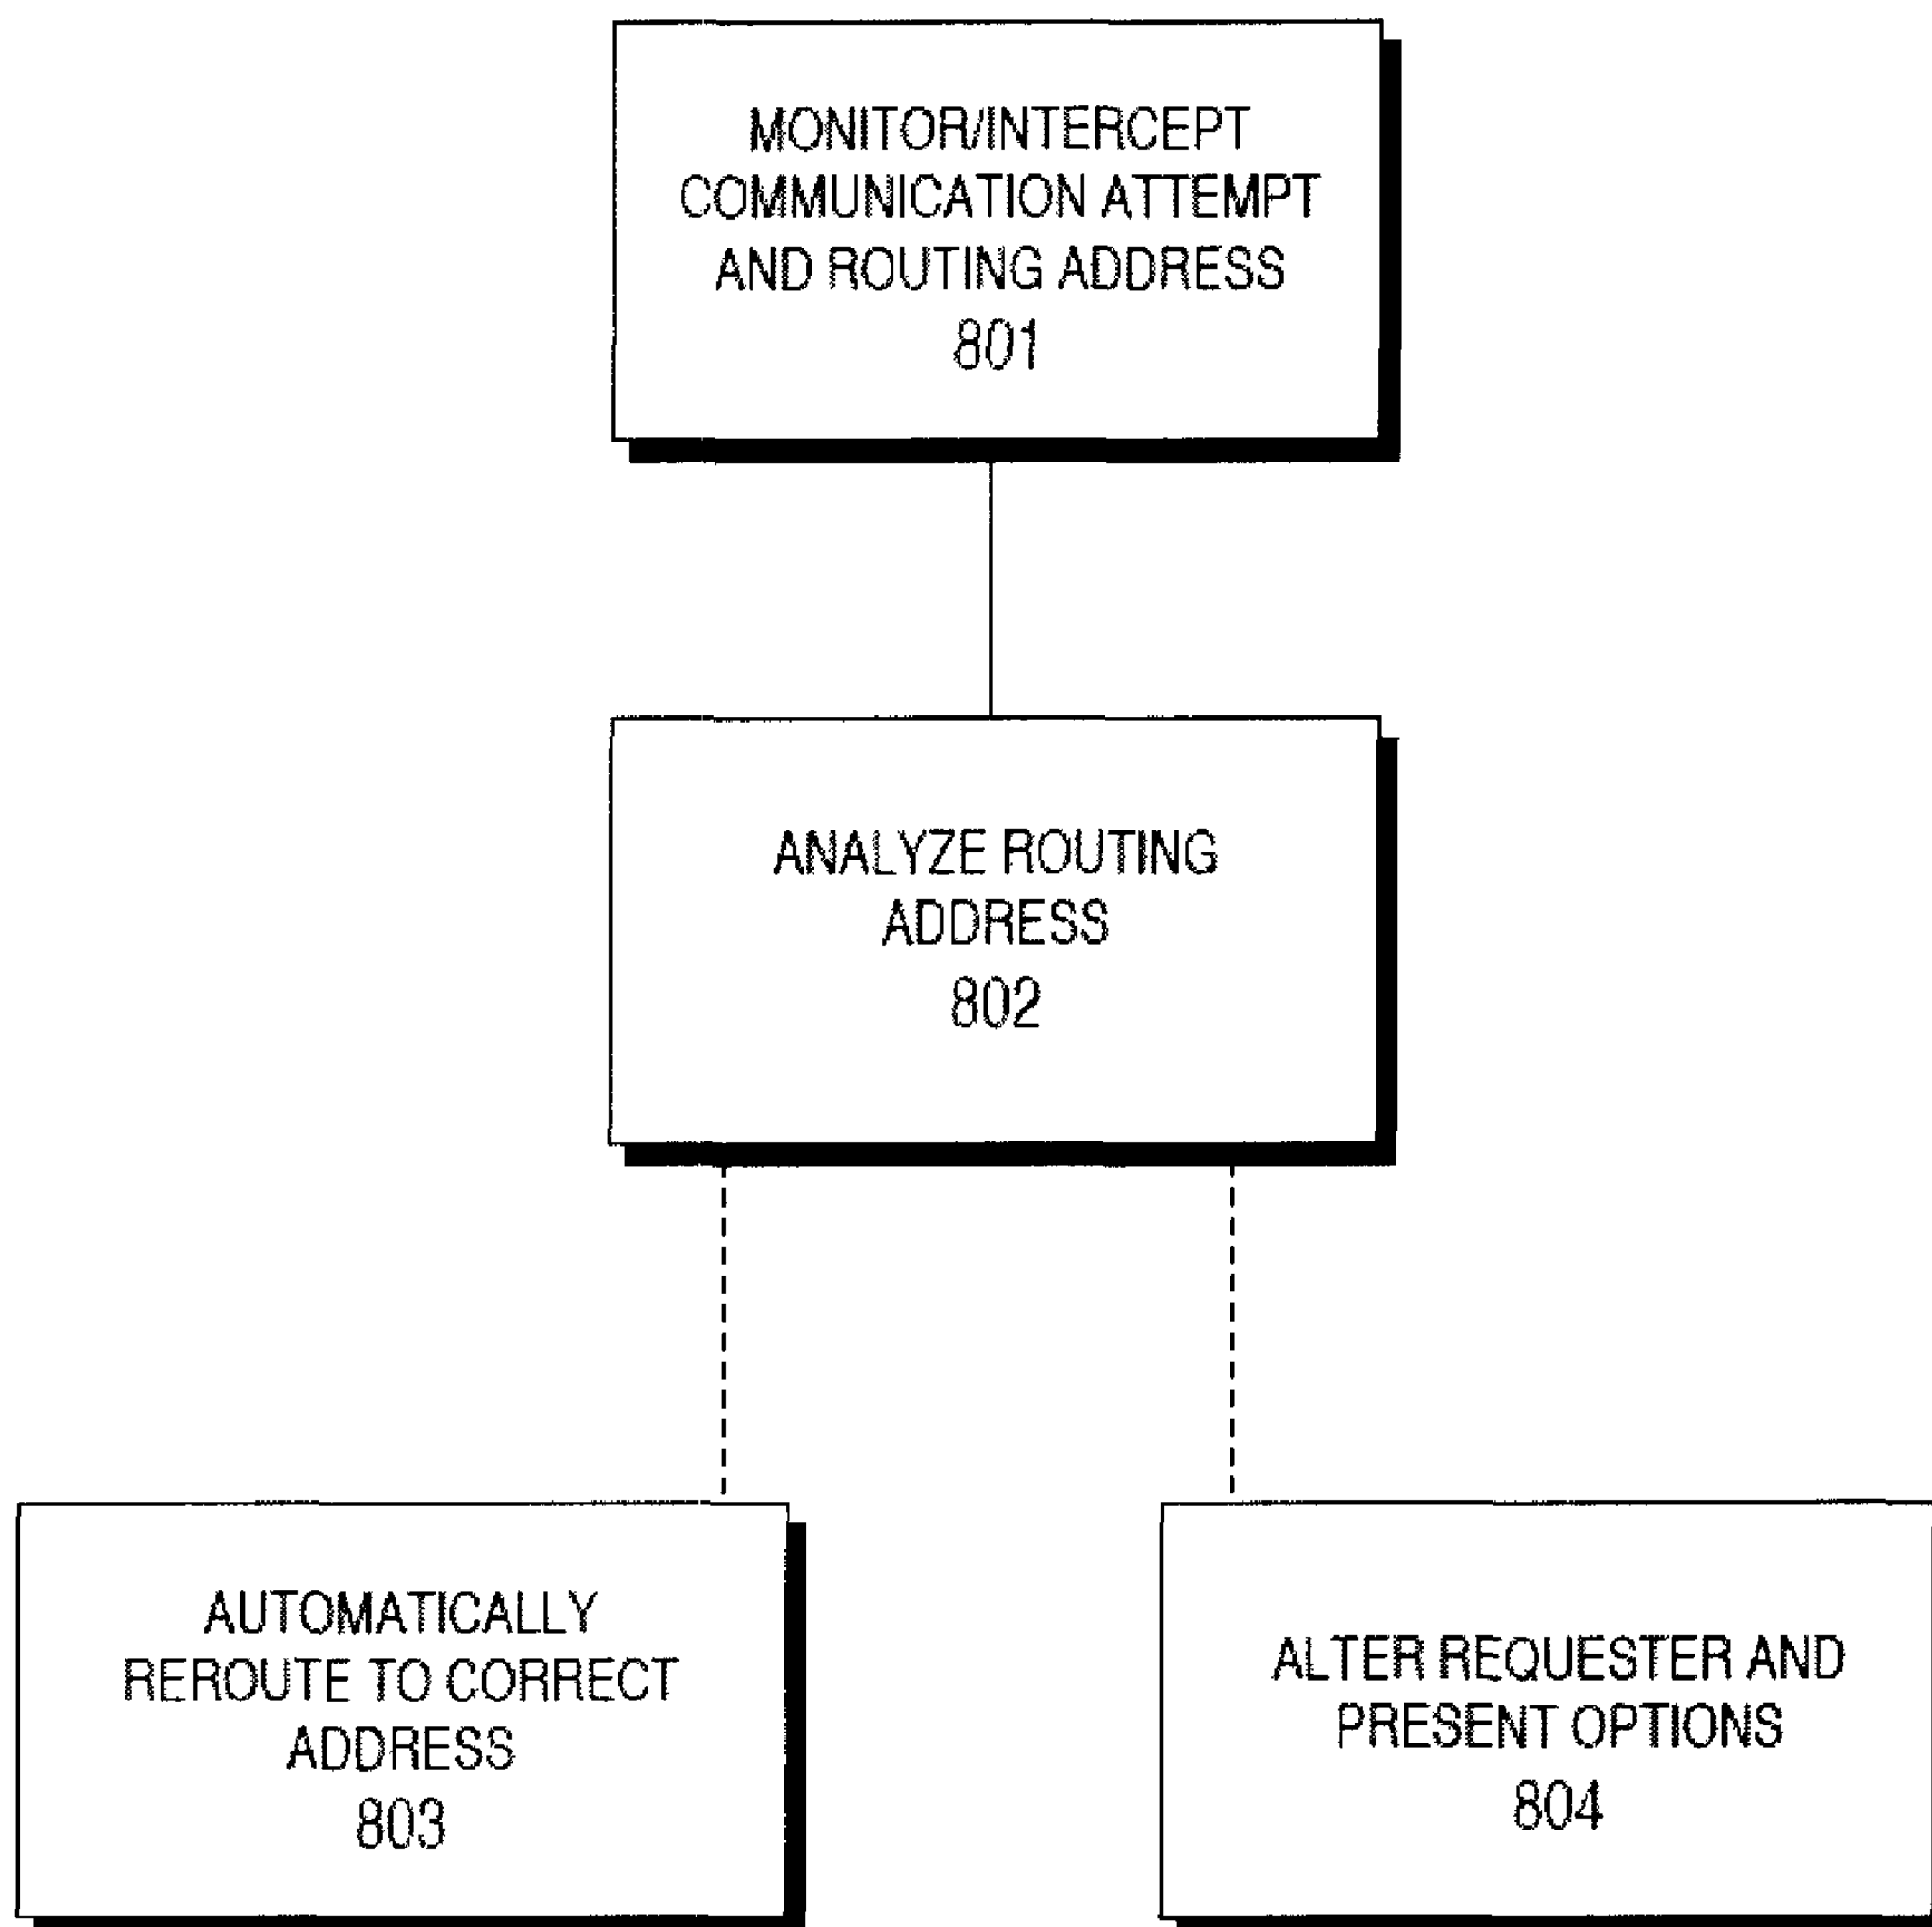 MONITOR/INTERCEPT
COMMUNICATION ATTEMPT
AND ROUTING ADDRESS
801
ANALYZE ROUTING
ADDRESS
802
AUTOMATICALLY
REROUTE TO CORRECT
ADDRESS
803
ALTER REQUESTER AND
PRESENT OPTIONS
804